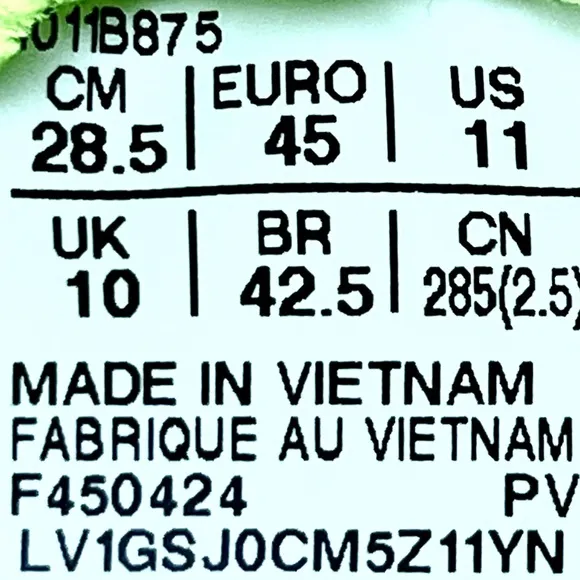 1011B875
CM EURO US
28.5 45 11
UK BR CN
10 42.5 285(2.5)
MADE IN VIETNAM
FABRIQUE AU VIETNAM
F450424 PV
LV1GSJ0CM5Z11YN